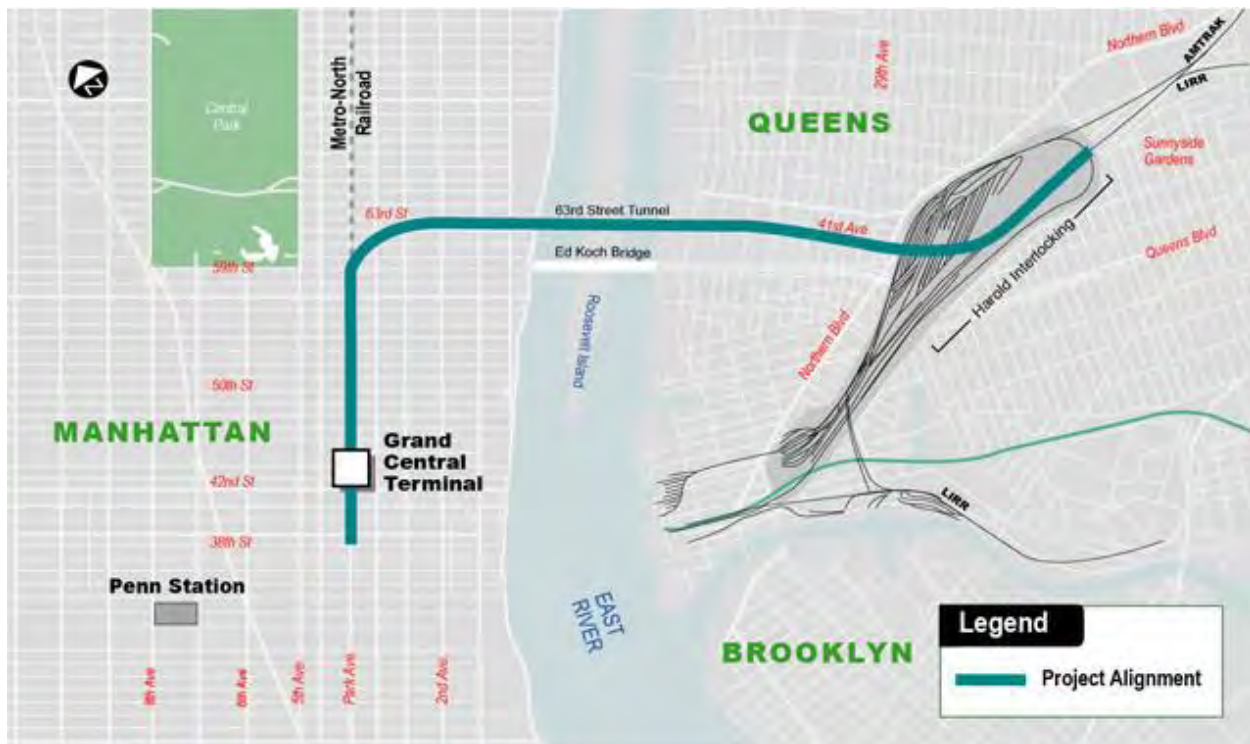 Central
Park
Metro-North
Railroad
29th Ave
Northern Blvd
AMTRAK
LIRR
QUEENS
Sunnyside
Gardens
63rd St
63rd Street Tunnel
41st Ave
Ed Koch Bridge
Queens Blvd
59th St
Harold Interlocking
Roosevelt Island
Northern Blvd
50th St
MANHATTAN
Grand
Central
Terminal
42nd St
LIRR
38th St
Penn Station
EAST
RIVER
BROOKLYN
8th Ave
6th Ave
5th Ave
Park Ave.
2nd Ave.
Legend
Project Alignment
N